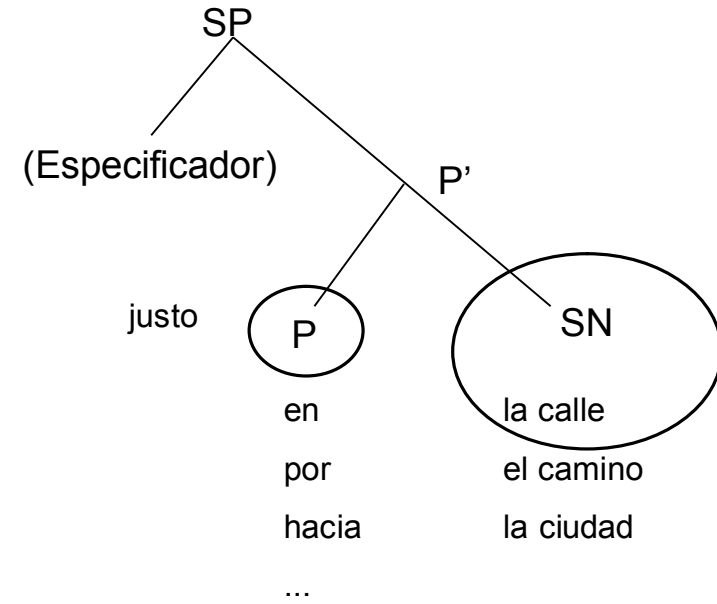 SP
(Especificador)
P’
justo
P
SN
en la calle
por el camino
hacia la ciudad
...